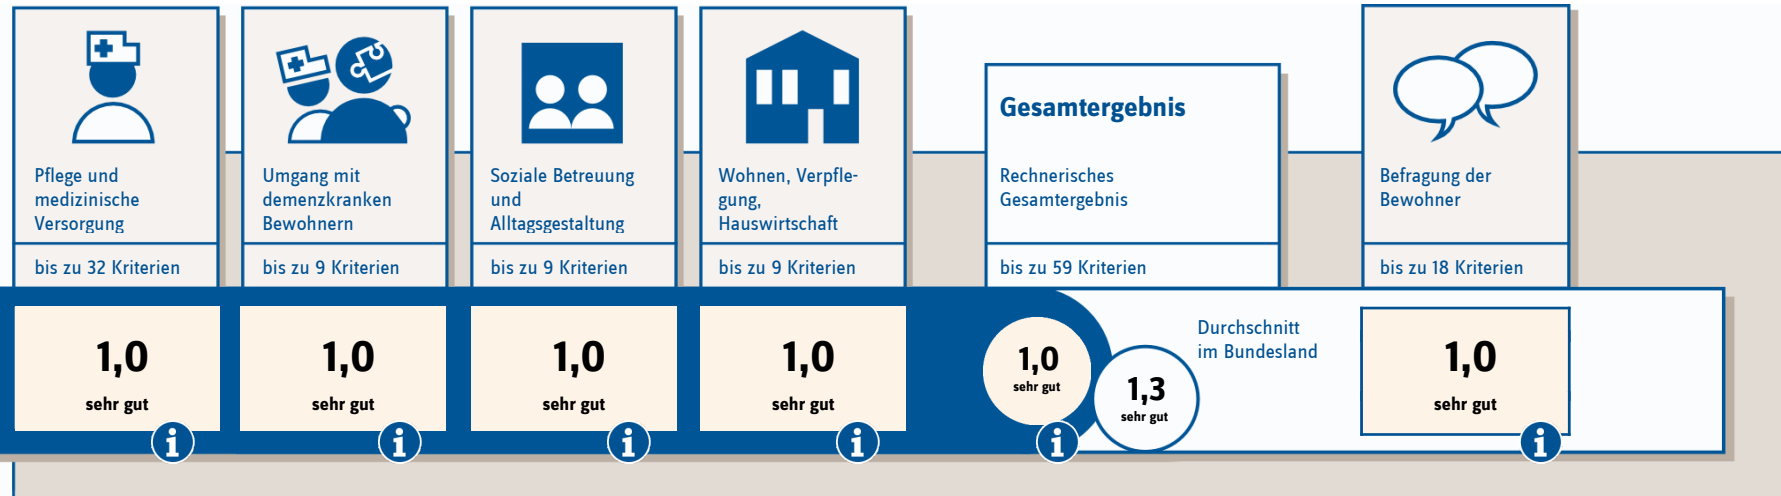 Pflege und
medizinische
Versorgung
bis zu 32 Kriterien
1,0
sehr gut
i
Umgang mit
demenzkranken
Bewohnern
bis zu 9 Kriterien
1,0
sehr gut
i
Soziale Betreuung
und
Alltagsgestaltung
bis zu 9 Kriterien
1,0
sehr gut
i
Wohnen, Verpfle-
gung,
Hauswirtschaft
bis zu 9 Kriterien
1,0
sehr gut
i
Gesamtergebnis
Rechnerisches
Gesamtergebnis
bis zu 59 Kriterien
1,0
sehr gut
i
1,3
sehr gut
Durchschnitt
im Bundesland
Befragung der
Bewohner
bis zu 18 Kriterien
1,0
sehr gut
i